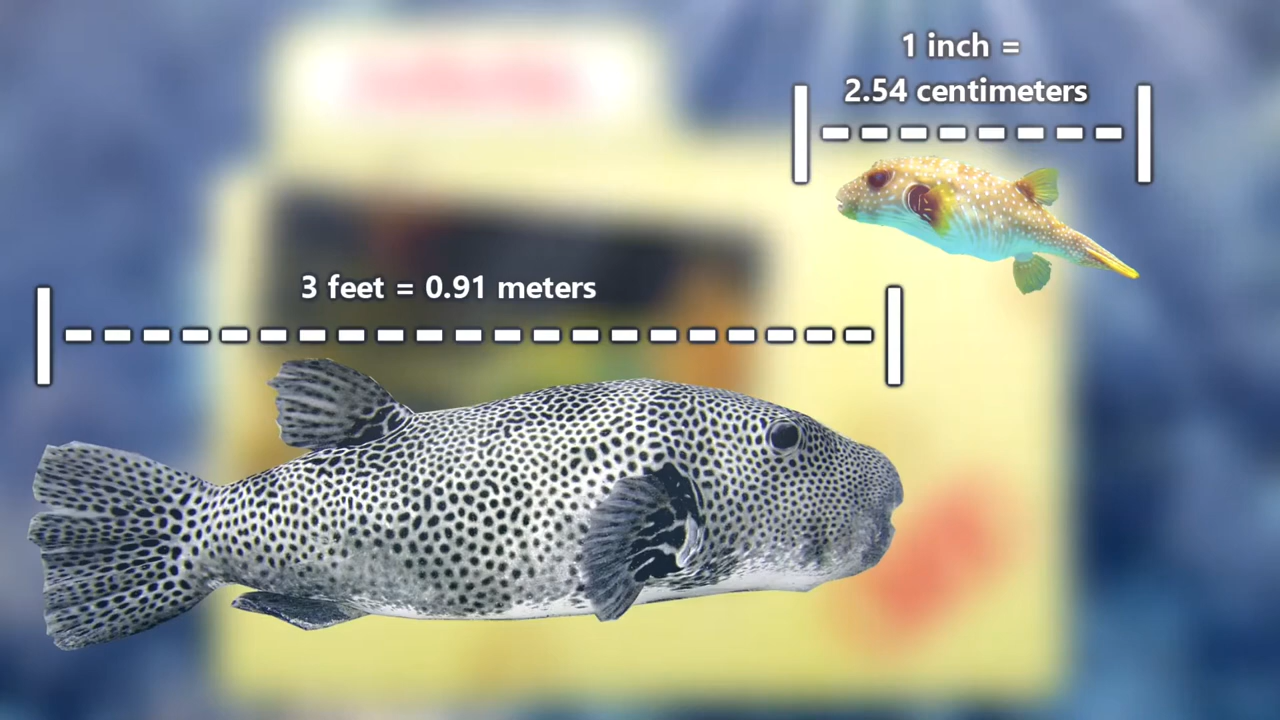 1 inch =
2.54 centimeters
3 feet = 0.91 meters